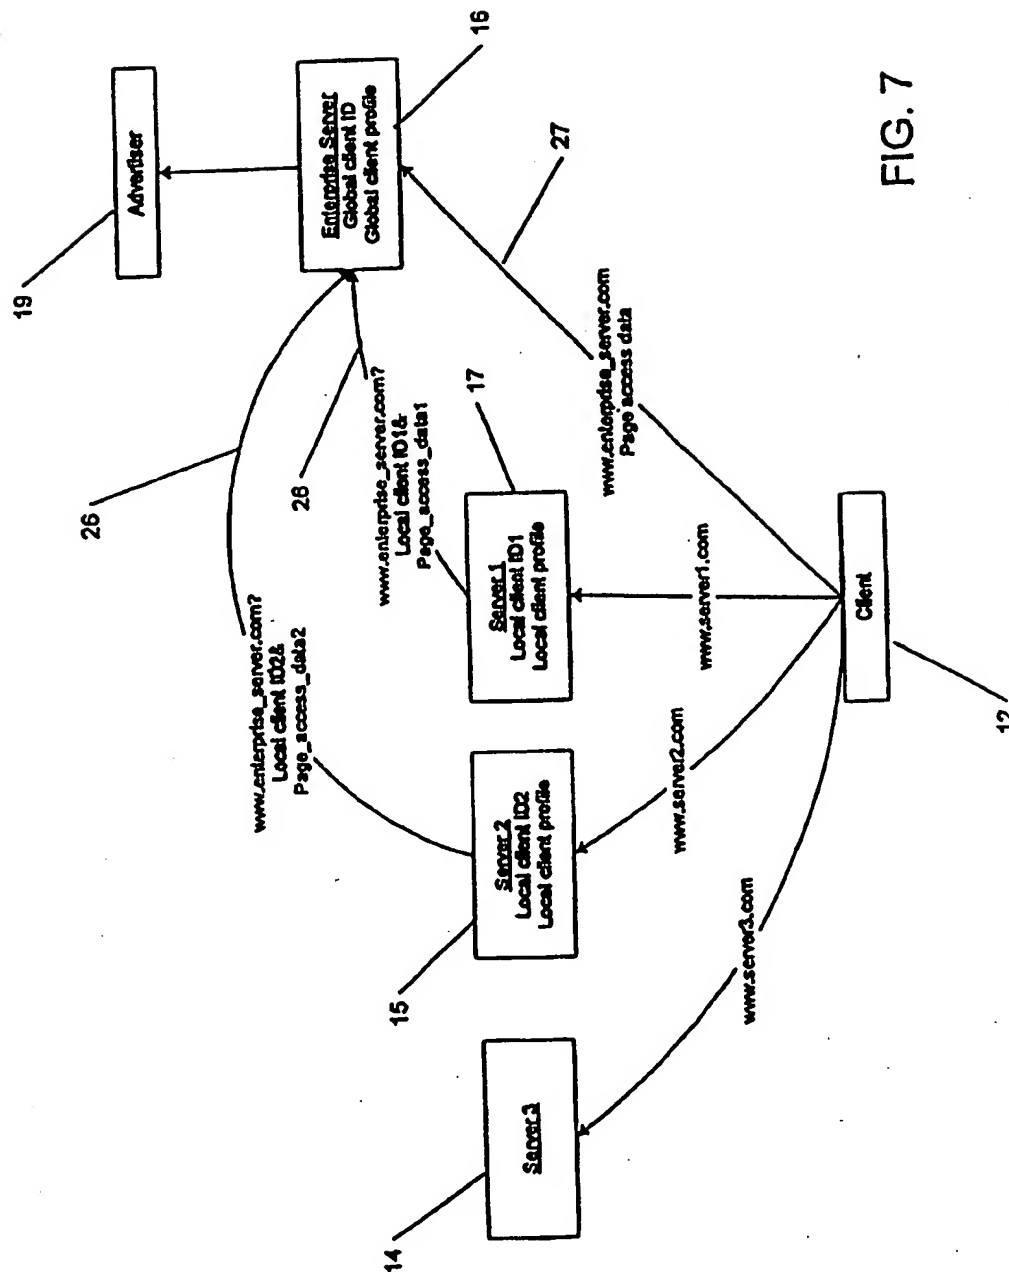 19
Advertiser
Enterprise Server
Global client ID
Global client profile
16
26
26
27
www.enterprise_server.com?
Local client ID2&
Page_access_data2
www.enterprise_server.com?
Local client ID1&
Page_access_data1
www.enterprise_server.com
Page access data
14
Server 3
15
Server 2
Local client ID2
Local client profile
17
Server 1
Local client ID1
Local client profile
www.server3.com
www.server2.com
www.server1.com
Client
12
FIG. 7